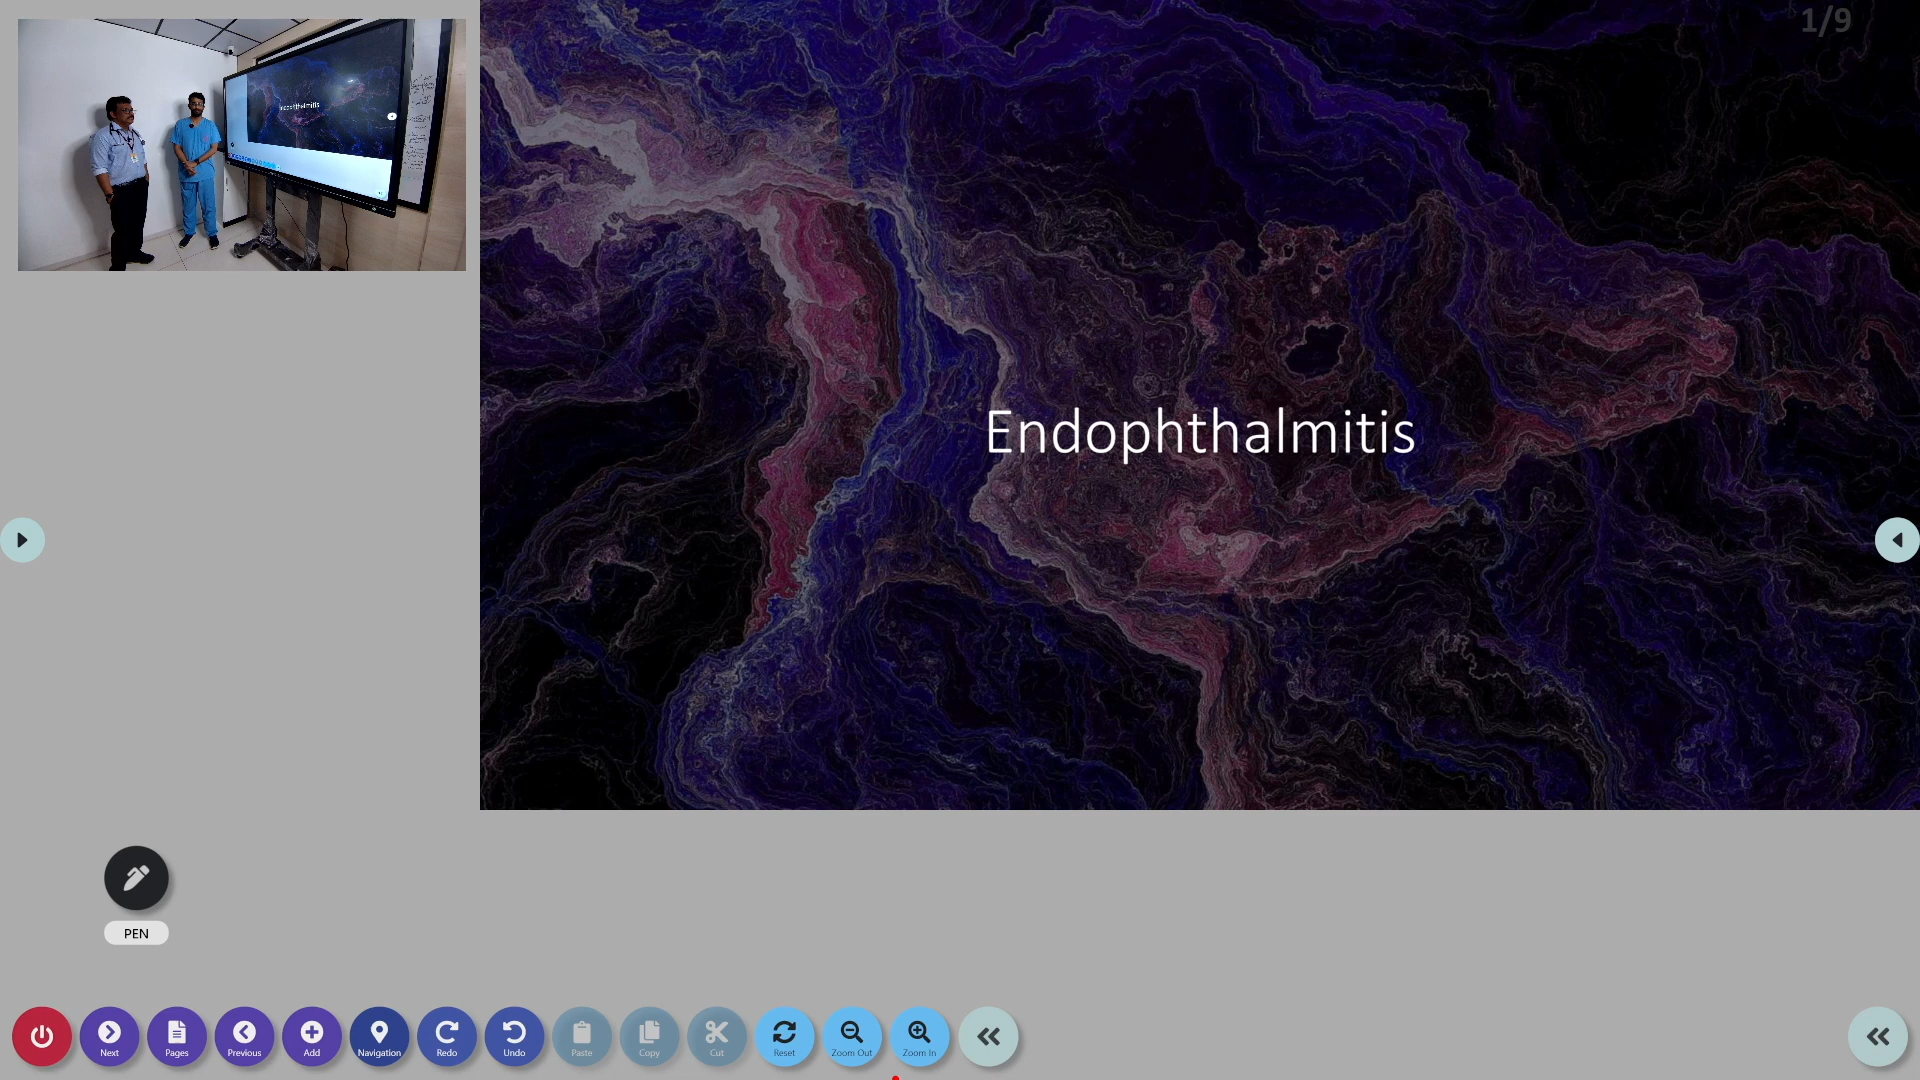 1/9
Endophthalmitis
Endophthalmitis
PEN
Next
Pages
Previous
Add
Navigation
Redo
Undo
Paste
Copy
Cut
Reset
Zoom Out
Zoom In